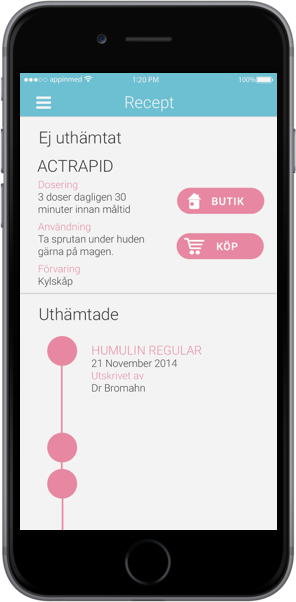 appinmed
1:20 PM
100%
Recept
Ej uthämtat
ACTRAPID
Dosering
3 doser dagligen 30
minuter innan måltid
BUTIK
Användning
Ta sprutan under huden
gärna på magen.
KÖP
Förvaring
Kylskåp
Uthämtade
HUMULIN REGULAR
21 November 2014
Utskrivet av
Dr Bromahn